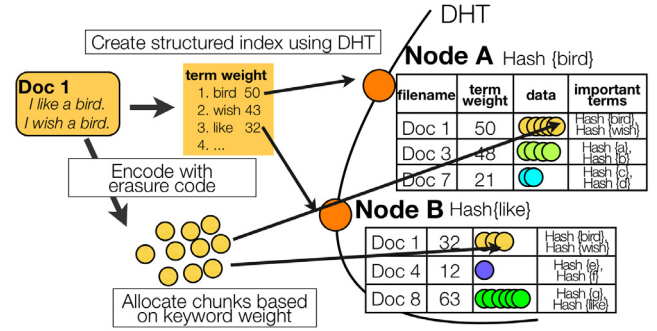 DHT
Create structured index using DHT
Node A Hash {bird}
Doc 1
I like a bird.
I wish a bird.
term weight
1. bird 50
2. wish 43
3. like 32
4. ...
filename term weight data important terms
Doc 1 50 Hash {bird}, Hash {wish}
Doc 3 48 Hash {a}, Hash {b}
Doc 7 21 Hash {c}, Hash {d}
Encode with
erasure code
Node B Hash{like}
Doc 1 32 Hash {bird}, Hash {wish}
Doc 4 12 Hash {e}, Hash {f}
Doc 8 63 Hash {g}, Hash {like}
Allocate chunks based
on keyword weight